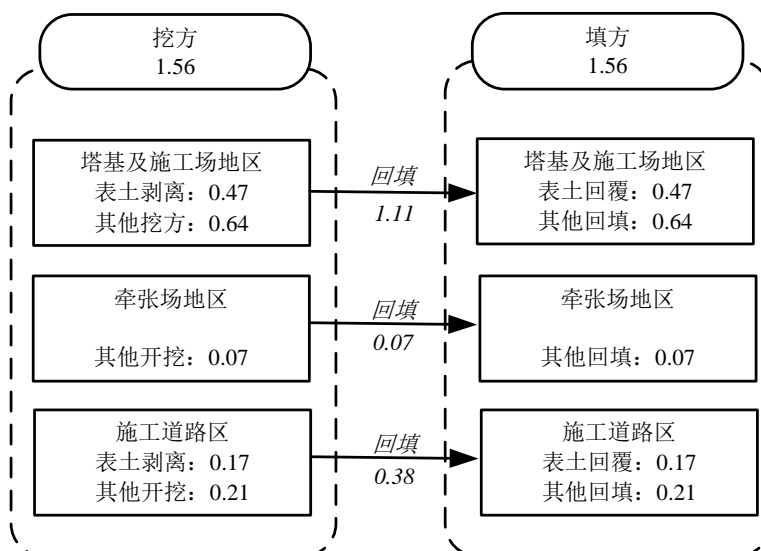 挖方
1.56
填方
1.56
塔基及施工场地区
表土剥离：0.47
其他挖方：0.64
回填
1.11
塔基及施工场地区
表土回覆：0.47
其他回填：0.64
牵张场地区
其他开挖：0.07
回填
0.07
牵张场地区
其他回填：0.07
施工道路区
表土剥离：0.17
其他开挖：0.21
回填
0.38
施工道路区
表土回覆：0.17
其他回填：0.21